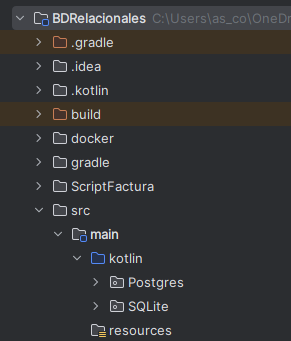 BDRelacionales C:\Users\as_co\OneDr
.gradle
.idea
.kotlin
build
docker
gradle
ScriptFactura
src
main
kotlin
Postgres
SQLite
resources